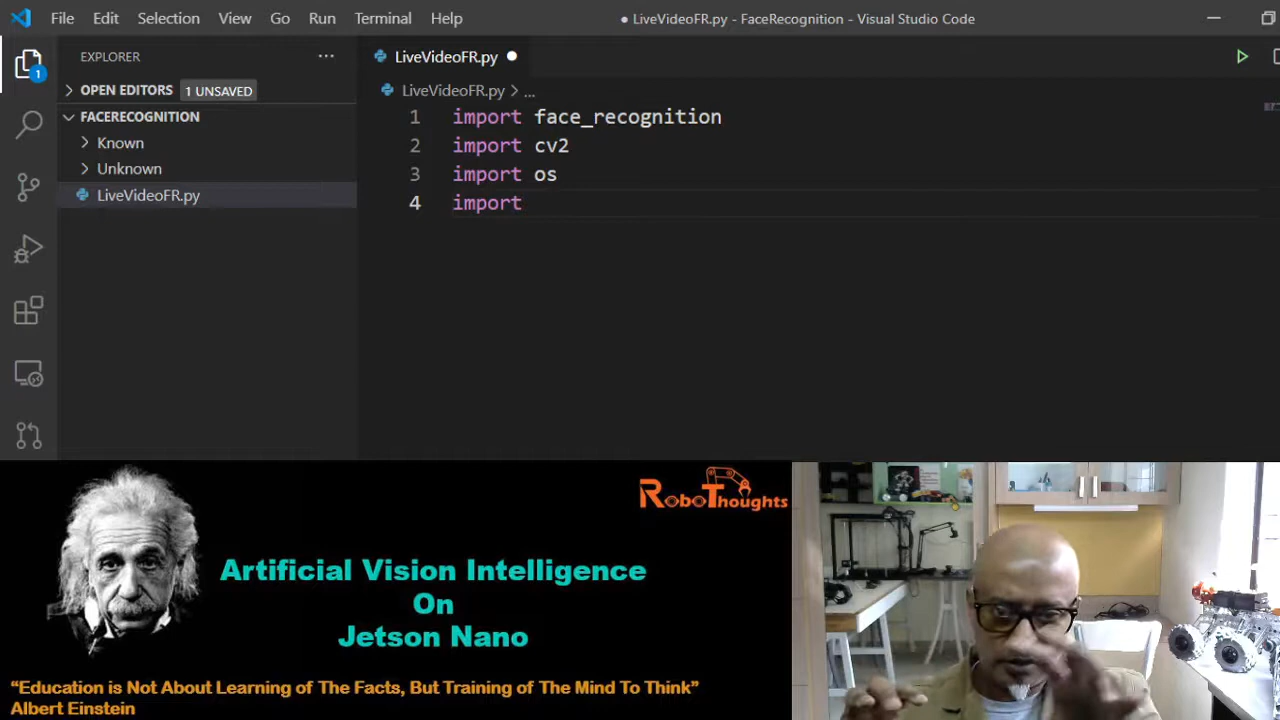 File Edit Selection View Go Run Terminal Help
● LiveVideoFR.py - FaceRecognition - Visual Studio Code
EXPLORER
OPEN EDITORS 1 UNSAVED
FACERECOGNITION
Known
Unknown
LiveVideoFR.py
1
LiveVideoFR.py
LiveVideoFR.py > ...
1 import face_recognition
2 import cv2
3 import os
4 import
RoboThoughts
Artificial Vision Intelligence
On
Jetson Nano
“Education is Not About Learning of The Facts, But Training of The Mind To Think”
Albert Einstein